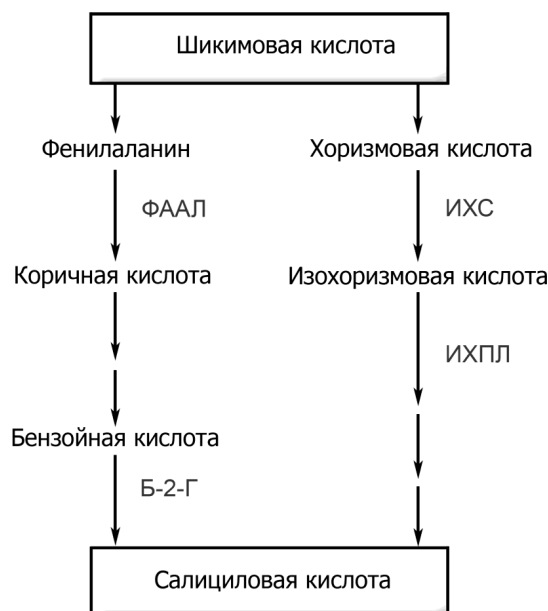 Шикимовая кислота
Фенилаланин
Хоризмовая кислота
ФААЛ
ИХС
Коричная кислота
Изохоризмовая кислота
ИХПЛ
Бензойная кислота
Б-2-Г
Салициловая кислота